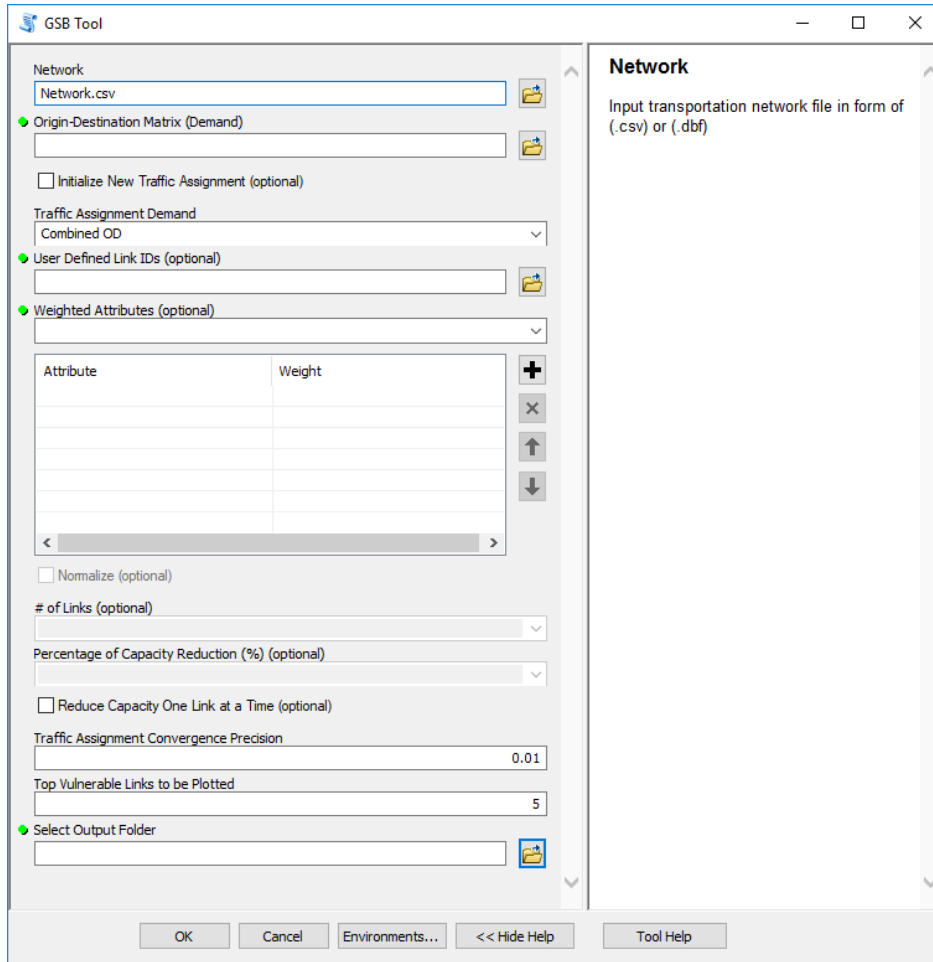 GSB Tool
Network
Network.csv
Origin-Destination Matrix (Demand)
Initialize New Traffic Assignment (optional)
Traffic Assignment Demand
Combined OD
User Defined Link IDs (optional)
Weighted Attributes (optional)
Attribute Weight
Normalize (optional)
# of Links (optional)
Percentage of Capacity Reduction (%) (optional)
Reduce Capacity One Link at a Time (optional)
Traffic Assignment Convergence Precision
0.01
Top Vulnerable Links to be Plotted
5
Select Output Folder
Network
Input transportation network file in form of
(.csv) or (.dbf)
OK Cancel Environments... << Hide Help Tool Help